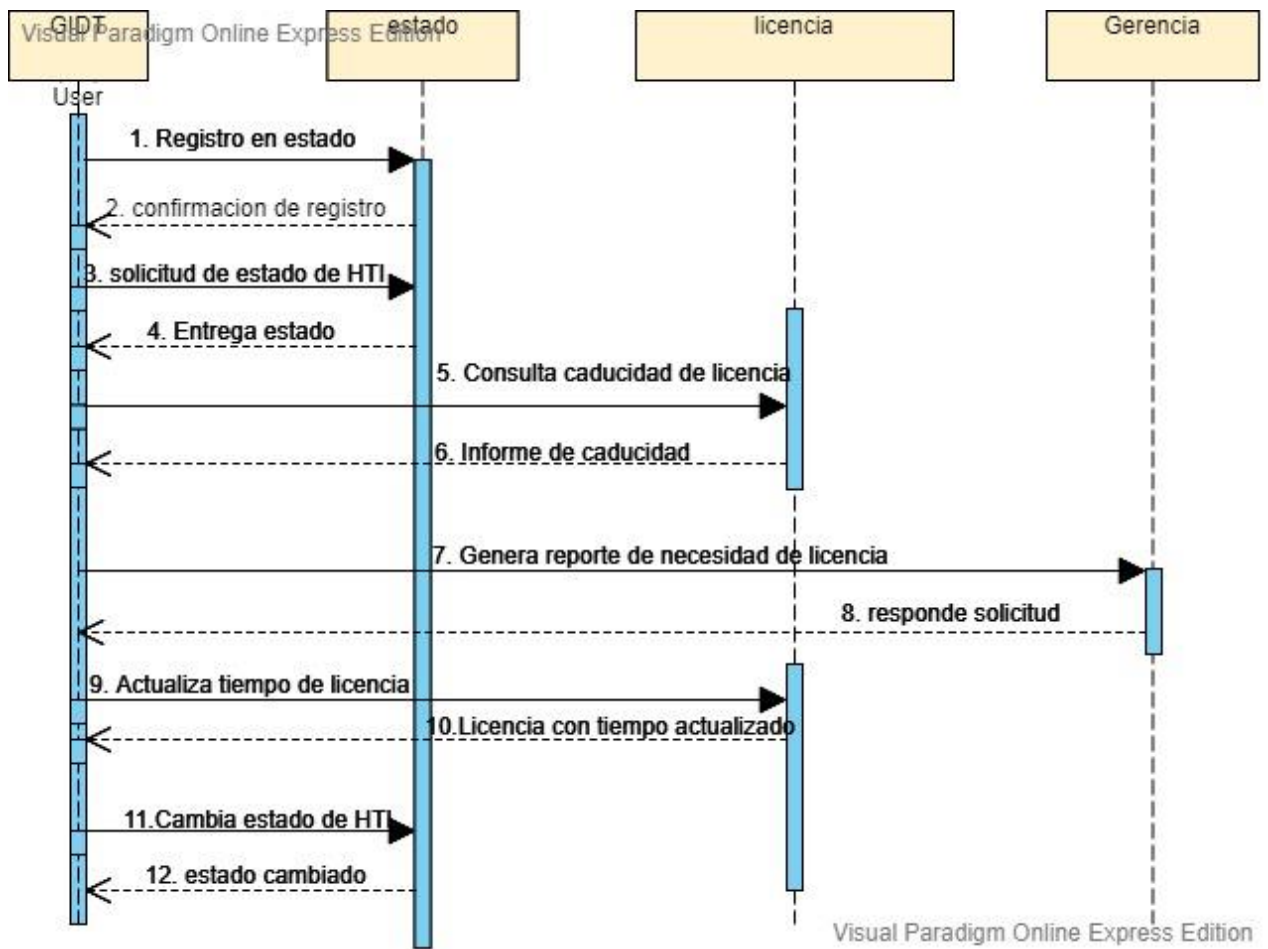 GIDT
estado
licencia
Gerencia
Visual Paradigm Online Express Edition
User
1. Registro en estado
2. confirmacion de registro
3. solicitud de estado de HTI
4. Entrega estado
5. Consulta caducidad de licencia
6. Informe de caducidad
7. Genera reporte de necesidad de licencia
8. responde solicitud
9. Actualiza tiempo de licencia
10.Licencia con tiempo actualizado
11.Cambia estado de HTI
12. estado cambiado
Visual Paradigm Online Express Edition